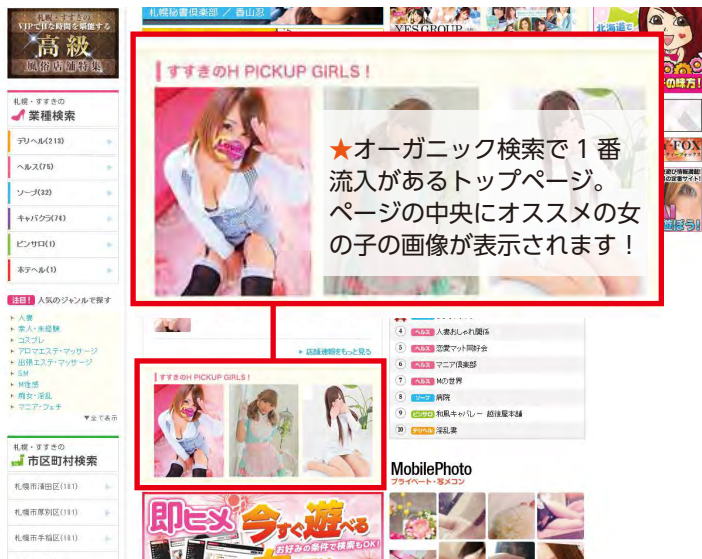 札幌・すすきの
VIPでHな時間を堪能する
高級
風俗店舗特集
札幌・すすきの
業種検索
デリヘル(213)
ヘルス(75)
ソープ(32)
キャバクラ(74)
ピンサロ(1)
ホテヘル(1)
注目! 人気のジャンルで探す
人妻
素人・未経験
コスプレ
アロマエステ・マッサージ
出張エステ・マッサージ
SM
M性感
痴女・淫乱
マニア・フェチ
▼全て表示
札幌・すすきの
市区町村検索
札幌市清田区(181)
札幌市厚別区(181)
札幌市手稲区(181)
札幌秘書倶楽部 / 香山忍
YES GROUP
北海道で
の味方!
すすきのH PICKUP GIRLS!
★オーガニック検索で1番
流入があるトップページ。
ページの中央にオススメの女
の子の画像が表示されます!
店舗速報をもっと見る
すすきのH PICKUP GIRLS!
即ヒメ 今すぐ遊べる
お好みの条件で検索もOK!
4 ヘルス 人妻おしゃれ関係
5 ヘルス 恋愛マット同好会
6 ヘルス マニア倶楽部
7 ヘルス Mの世界
8 ソープ 病院
9 ピンサロ 和風キャバレー 越後屋本舗
10 デリヘル 淫乱妻
MobilePhoto
プライベート・写メコン